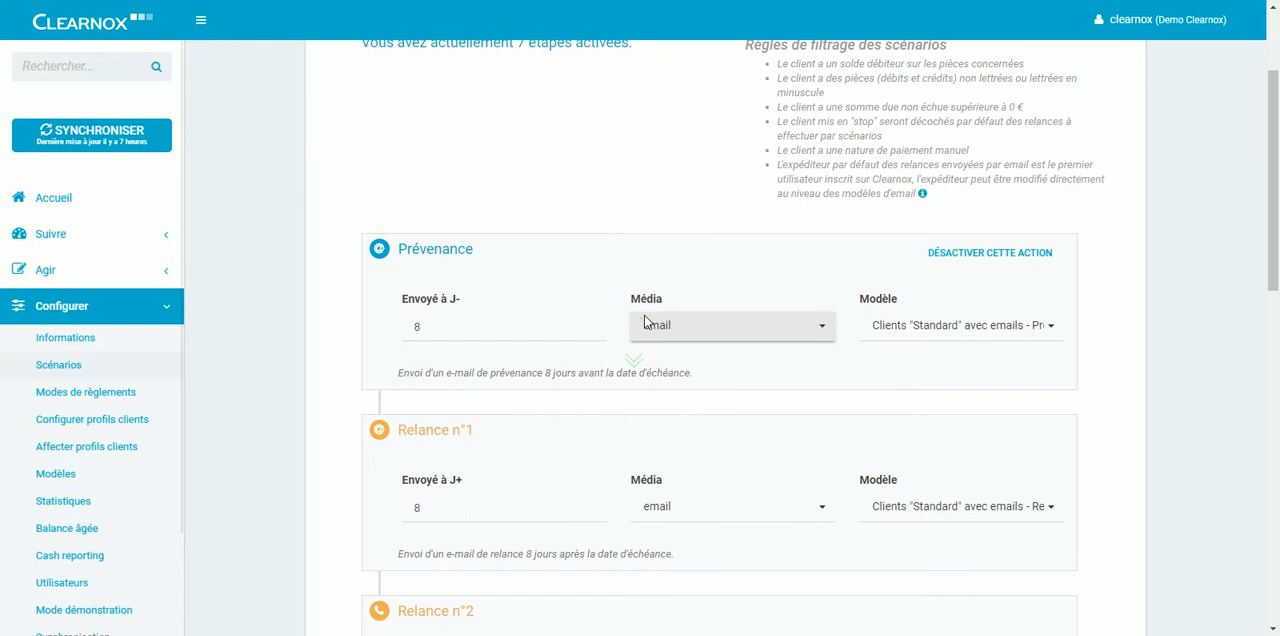 CLEARNOX
clearnox (Demo Clearnox)
Rechercher...
SYNCHRONISER
Dernière mise à jour il y a 7 heures
Accueil
Suivre
Agir
Configurer
Informations
Scénarios
Modes de règlements
Configurer profils clients
Affecter profils clients
Modèles
Statistiques
Balance âgée
Cash reporting
Utilisateurs
Mode démonstration
Synchronisation
Vous avez actuellement 7 étapes activées.
Règles de filtrage des scénarios
• Le client a un solde débiteur sur les pièces concernées
• Le client a des pièces (débits et crédits) non lettrées ou lettrées en
minuscule
• Le client a une somme due non échue supérieure à 0 €
• Le client mis en "stop" seront décochés par défaut des relances à
effectuer par scénarios
• Le client a une nature de paiement manuel
• L'expéditeur par défaut des relances envoyées par email est le premier
utilisateur inscrit sur Clearnox, l'expéditeur peut être modifié directement
au niveau des modèles d'email
Prévenance
DÉSACTIVER CETTE ACTION
Envoyé à J-
Média
Modèle
8
email
Clients "Standard" avec emails - Pr
Envoi d'un e-mail de prévenance 8 jours avant la date d'échéance.
Relance n°1
Envoyé à J+
Média
Modèle
8
email
Clients "Standard" avec emails - Re
Envoi d'un e-mail de relance 8 jours après la date d'échéance.
Relance n°2